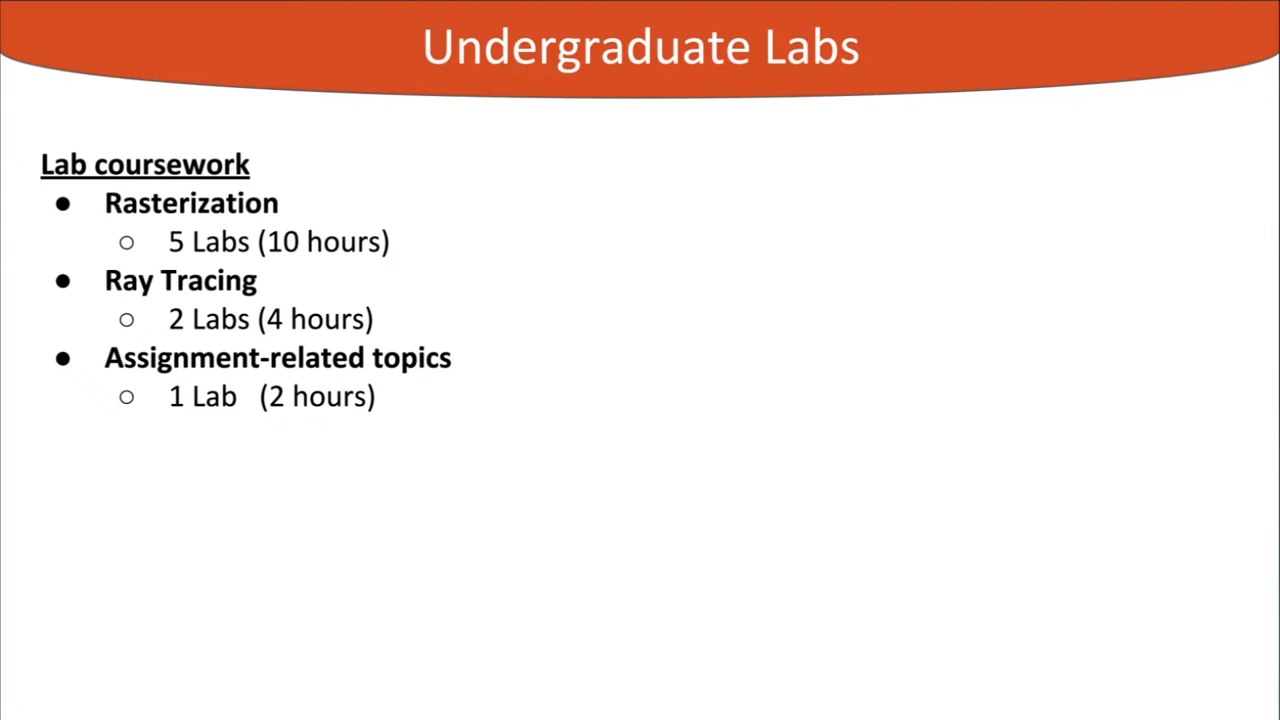 Undergraduate Labs
Lab coursework
● Rasterization
○ 5 Labs (10 hours)
● Ray Tracing
○ 2 Labs (4 hours)
● Assignment-related topics
○ 1 Lab (2 hours)